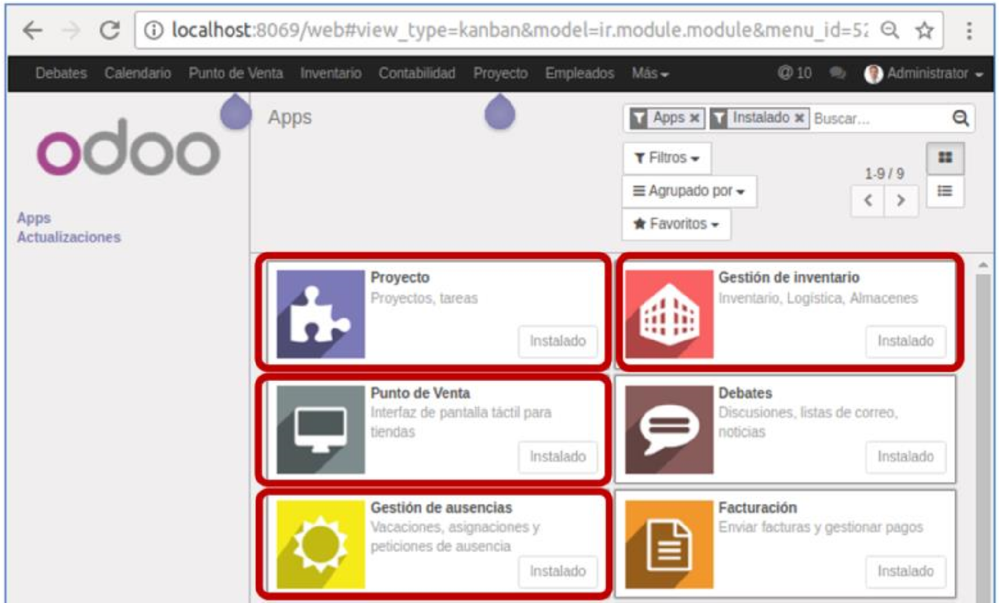 localhost:8069/web#view_type=kanban&model=ir.module.module&menu_id=52
Debates Calendario Punto de Venta Inventario Contabilidad Proyecto Empleados Más @ 10 Administrator
odoo
Apps
Actualizaciones
Apps
Apps × Instalado × Buscar...
Filtros
Agrupado por
Favoritos
1-9 / 9
Proyecto
Proyectos, tareas
Instalado
Gestión de inventario
Inventario, Logística, Almacenes
Instalado
Punto de Venta
Interfaz de pantalla táctil para
tiendas
Instalado
Debates
Discusiones, listas de correo,
noticias
Instalado
Gestión de ausencias
Vacaciones, asignaciones y
peticiones de ausencia
Instalado
Facturación
Enviar facturas y gestionar pagos
Instalado